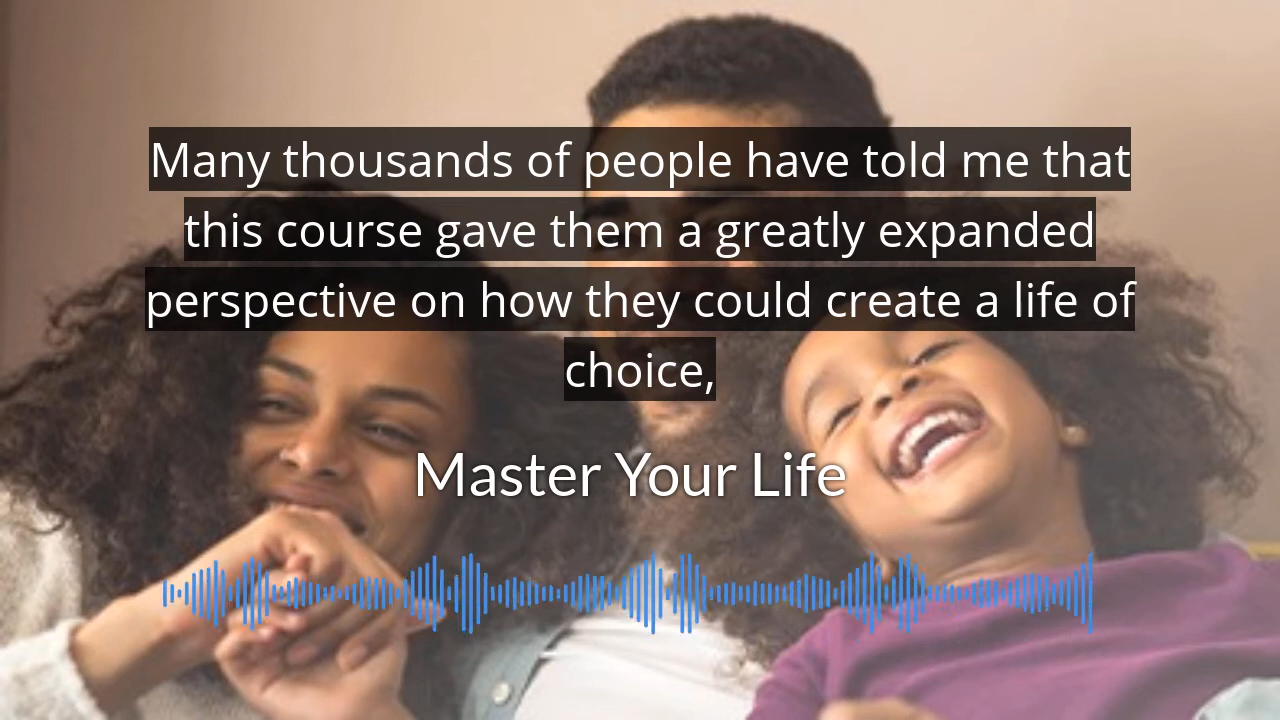 Many thousands of people have told me that
this course gave them a greatly expanded
perspective on how they could create a life of
choice,
Master Your Life